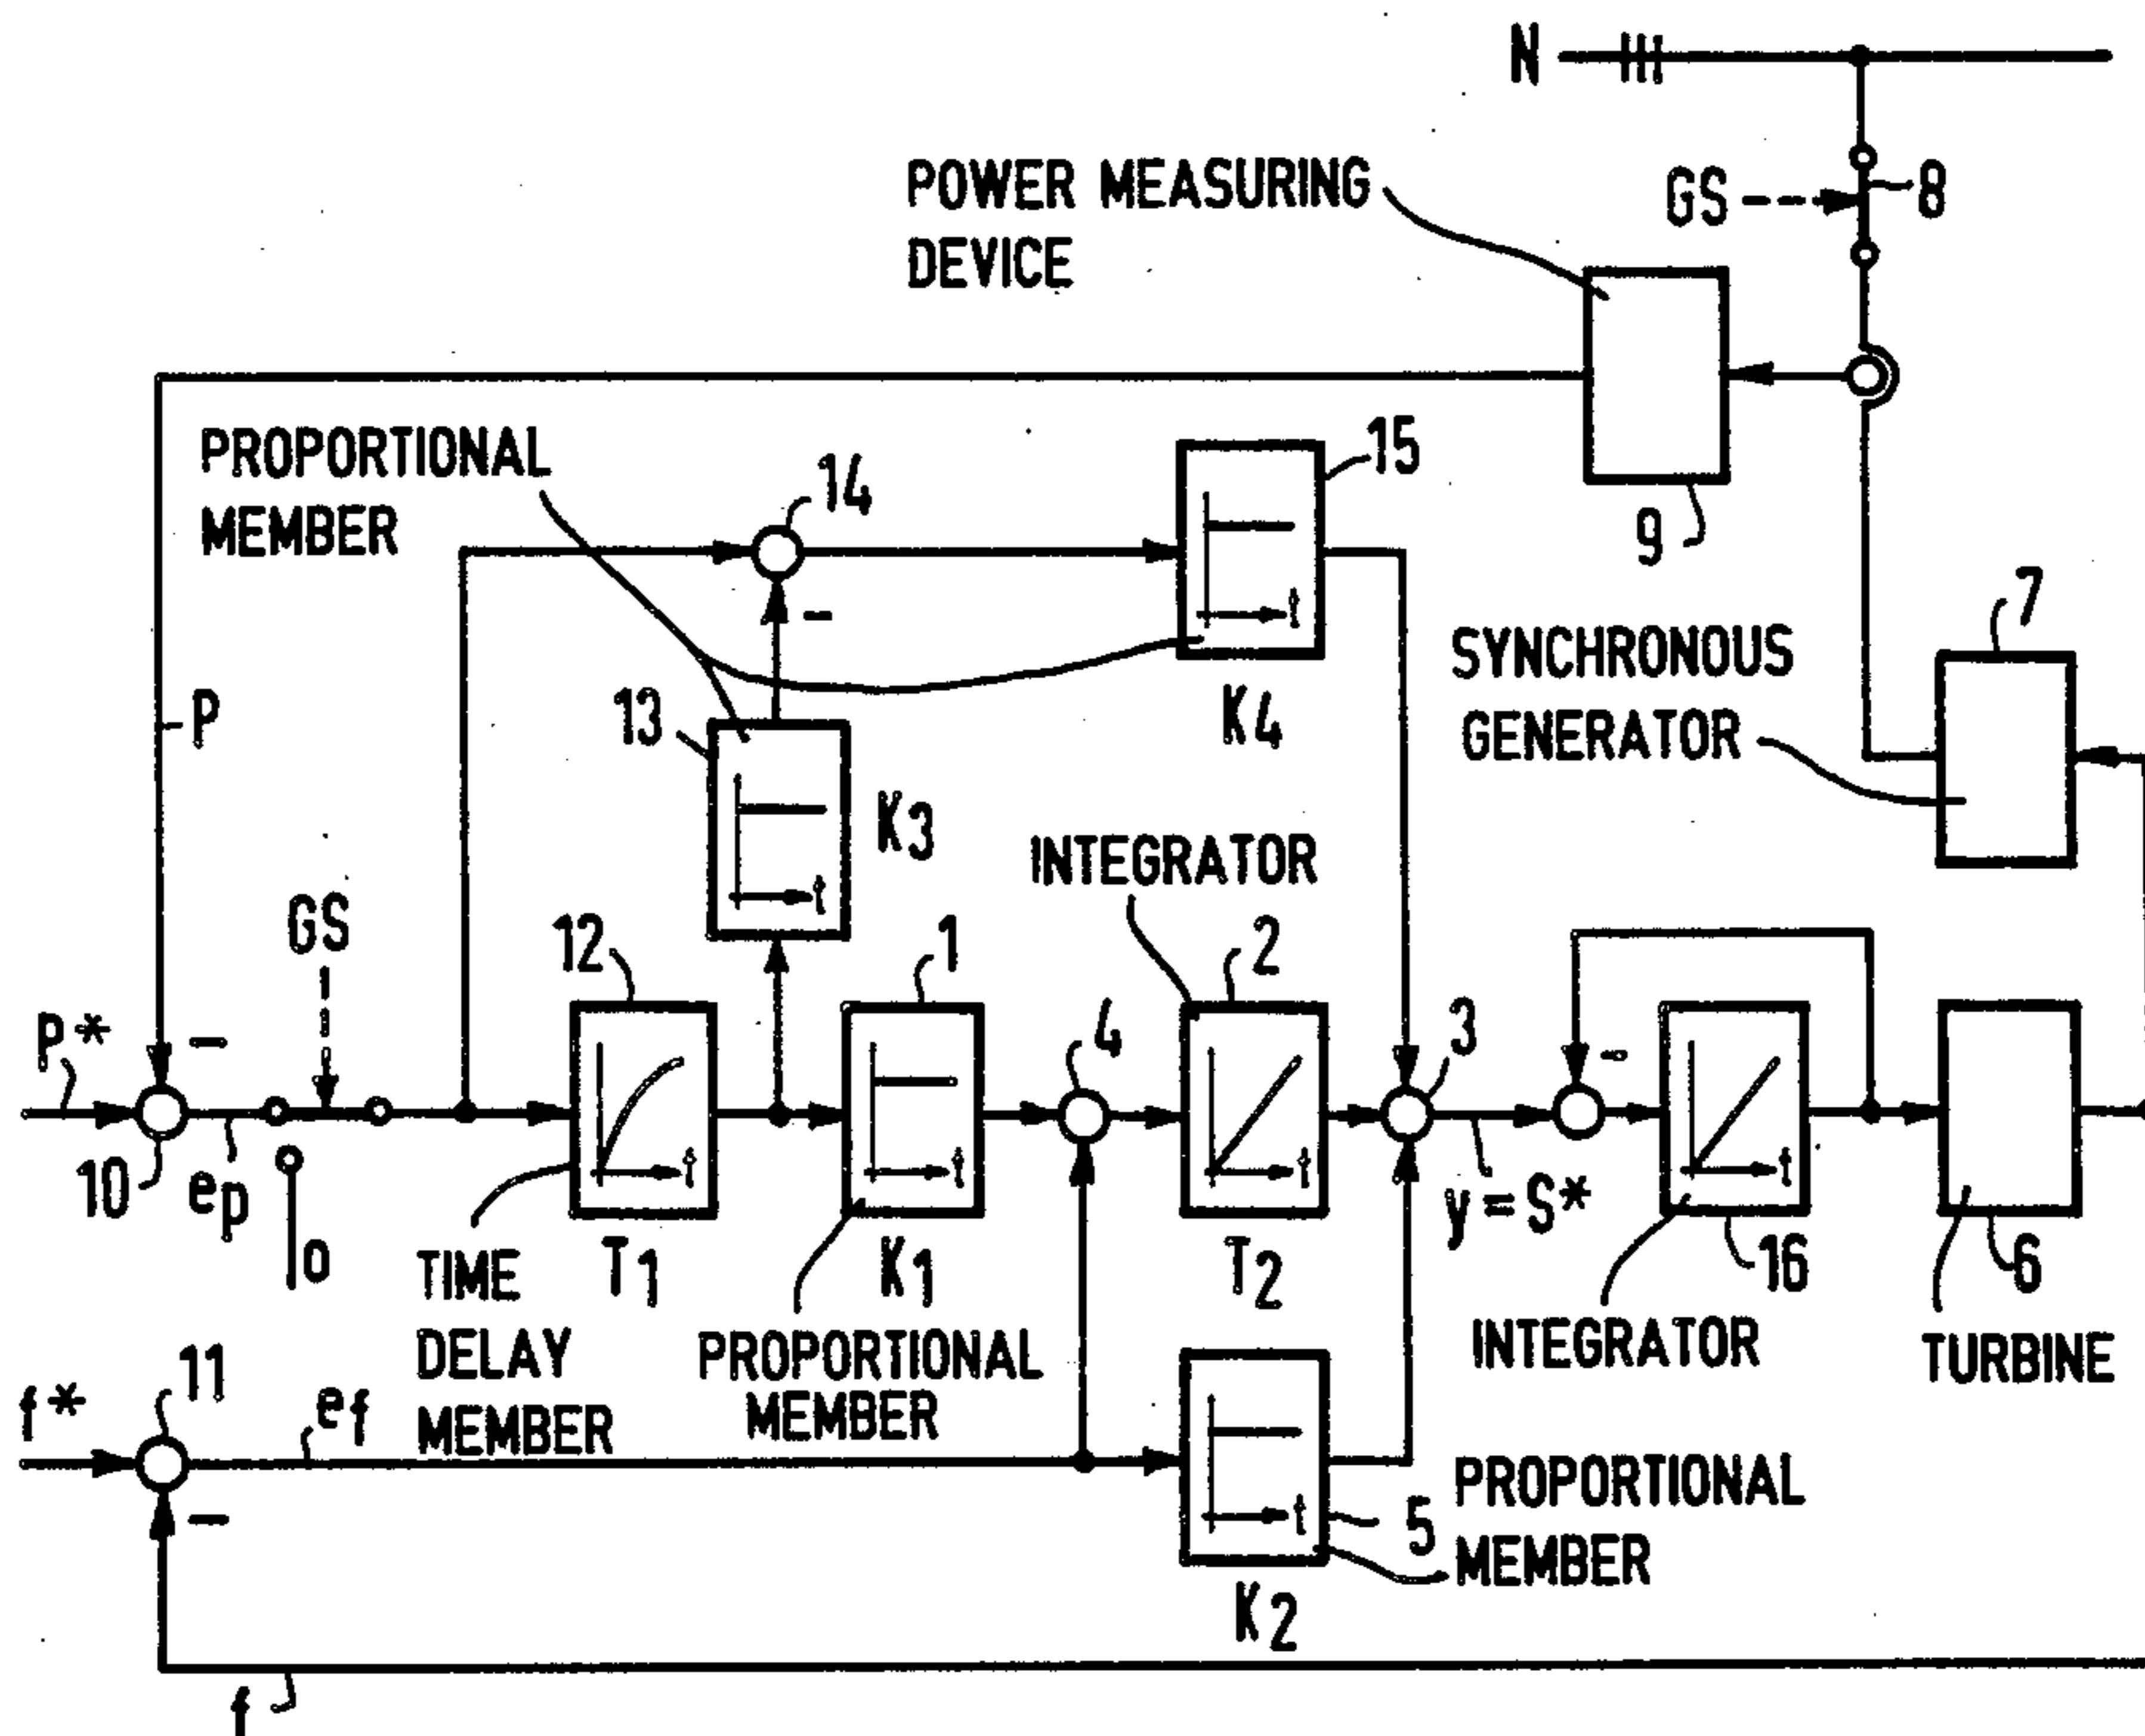 N
POWER MEASURING
DEVICE
GS
8
9
PROPORTIONAL
MEMBER
14
15
t
K4
SYNCHRONOUS
GENERATOR
7
P
13
t
K3
INTEGRATOR
GS
12
1
2
4
3
P*
-
-
-
10
ep
0
t
t
t
t
y=S*
TIME
DELAY
MEMBER
T1
K1
T2
16
6
PROPORTIONAL
MEMBER
INTEGRATOR
TURBINE
f*
11
ef
-
t
5
PROPORTIONAL
MEMBER
K2
f